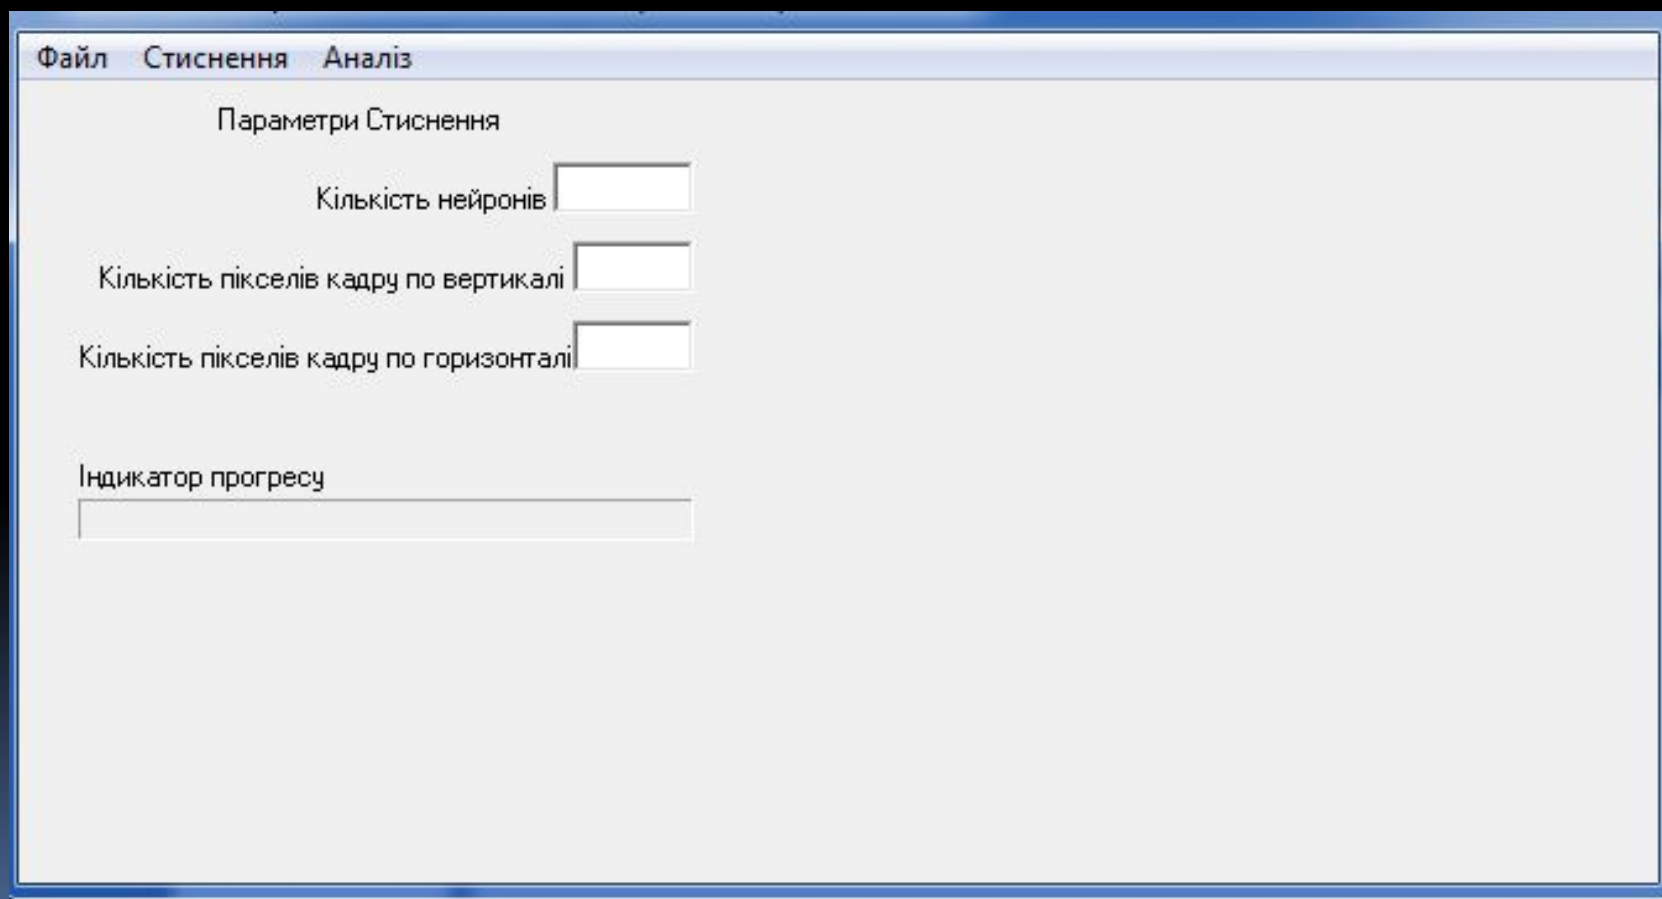 Файл Стиснення Аналіз
Параметри Стиснення
Кількість нейронів
Кількість пікселів кадру по вертикалі
Кількість пікселів кадру по горизонталі
Індикатор прогресу